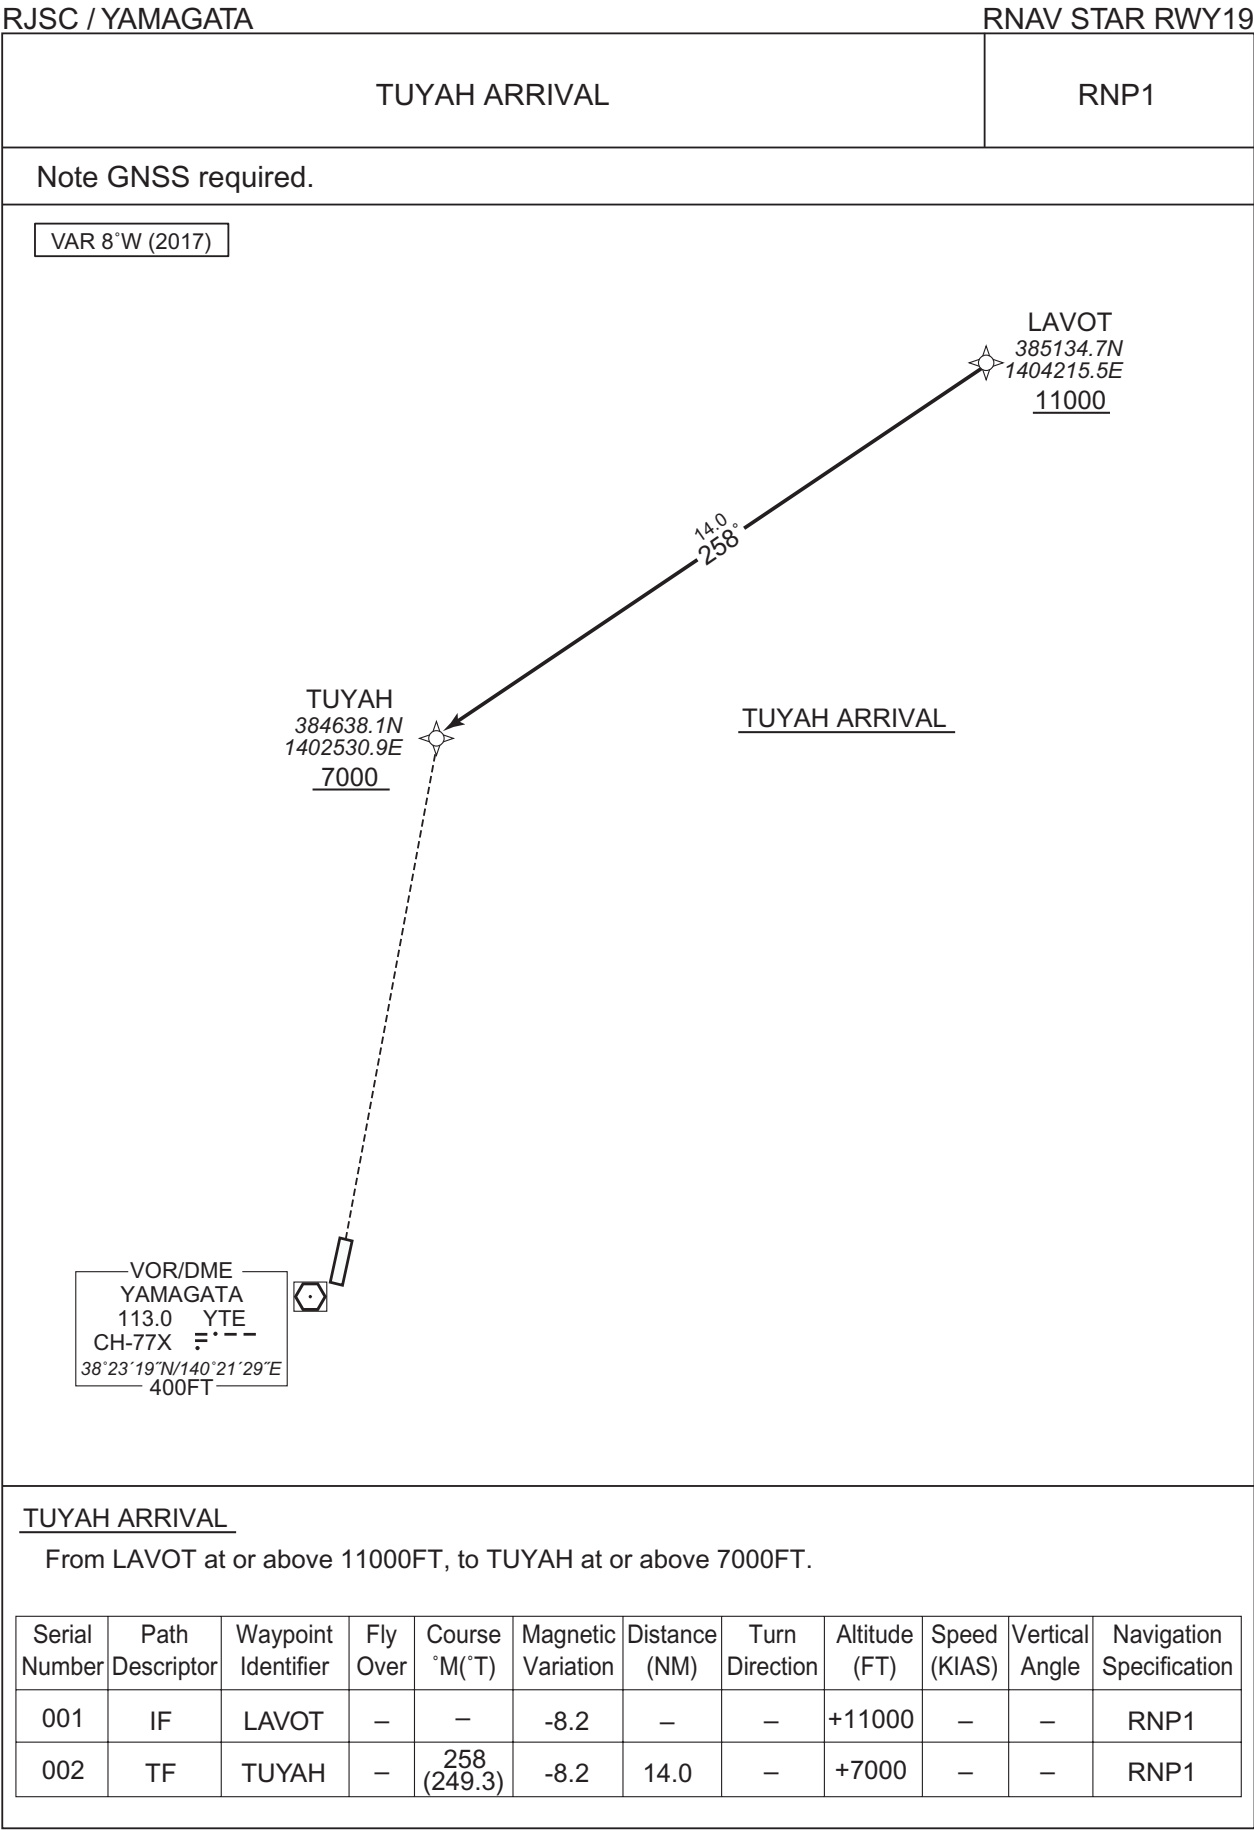 RJSC / YAMAGATA
RNAV STAR RWY19
TUYAH ARRIVAL
RNP1
Note GNSS required.
VAR 8˚W (2017)
LAVOT
385134.7N
1404215.5E
11000
14.0
258˚
TUYAH
384638.1N
1402530.9E
7000
TUYAH ARRIVAL
VOR/DME
YAMAGATA
113.0 YTE
CH-77X
38˚23´19˝N/140˚21´29˝E
400FT
TUYAH ARRIVAL
From LAVOT at or above 11000FT, to TUYAH at or above 7000FT.
Serial Number Path Descriptor Waypoint Identifier Fly Over Course ˚M(˚T) Magnetic Variation Distance (NM) Turn Direction Altitude (FT) Speed (KIAS) Vertical Angle Navigation Specification
001 IF LAVOT – – -8.2 – – +11000 – – RNP1
002 TF TUYAH – 258 (249.3) -8.2 14.0 – +7000 – – RNP1